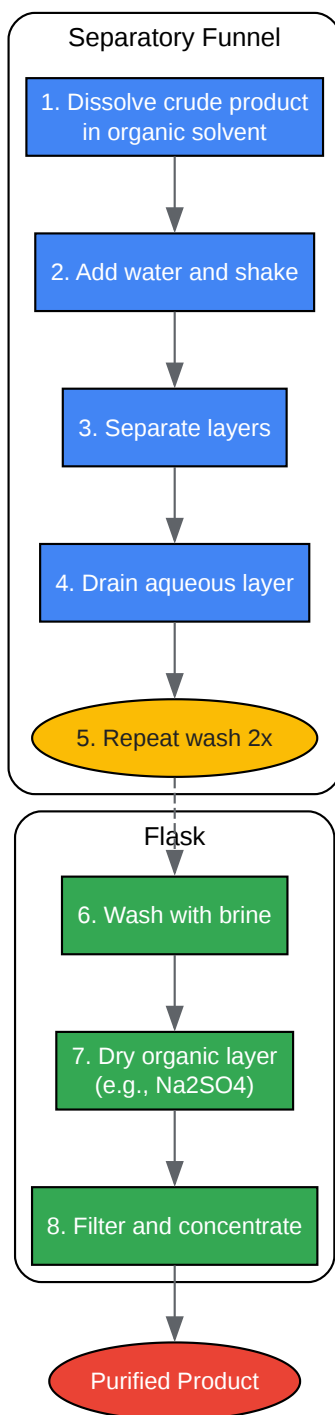 Separatory Funnel
1. Dissolve crude product
in organic solvent
2. Add water and shake
3. Separate layers
4. Drain aqueous layer
5. Repeat wash 2x
Flask
6. Wash with brine
7. Dry organic layer
(e.g., Na2SO4)
8. Filter and concentrate
Purified Product